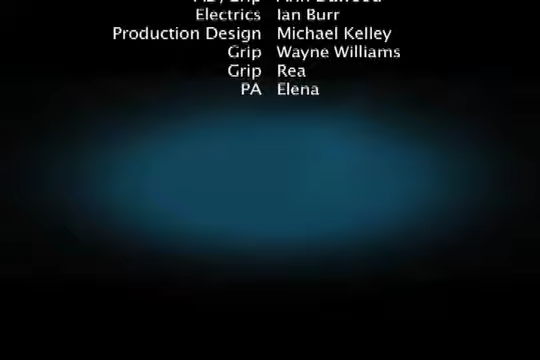 Electrics Ian Burr
Production Design Michael Kelley
Grip Wayne Williams
Grip Rea
PA Elena